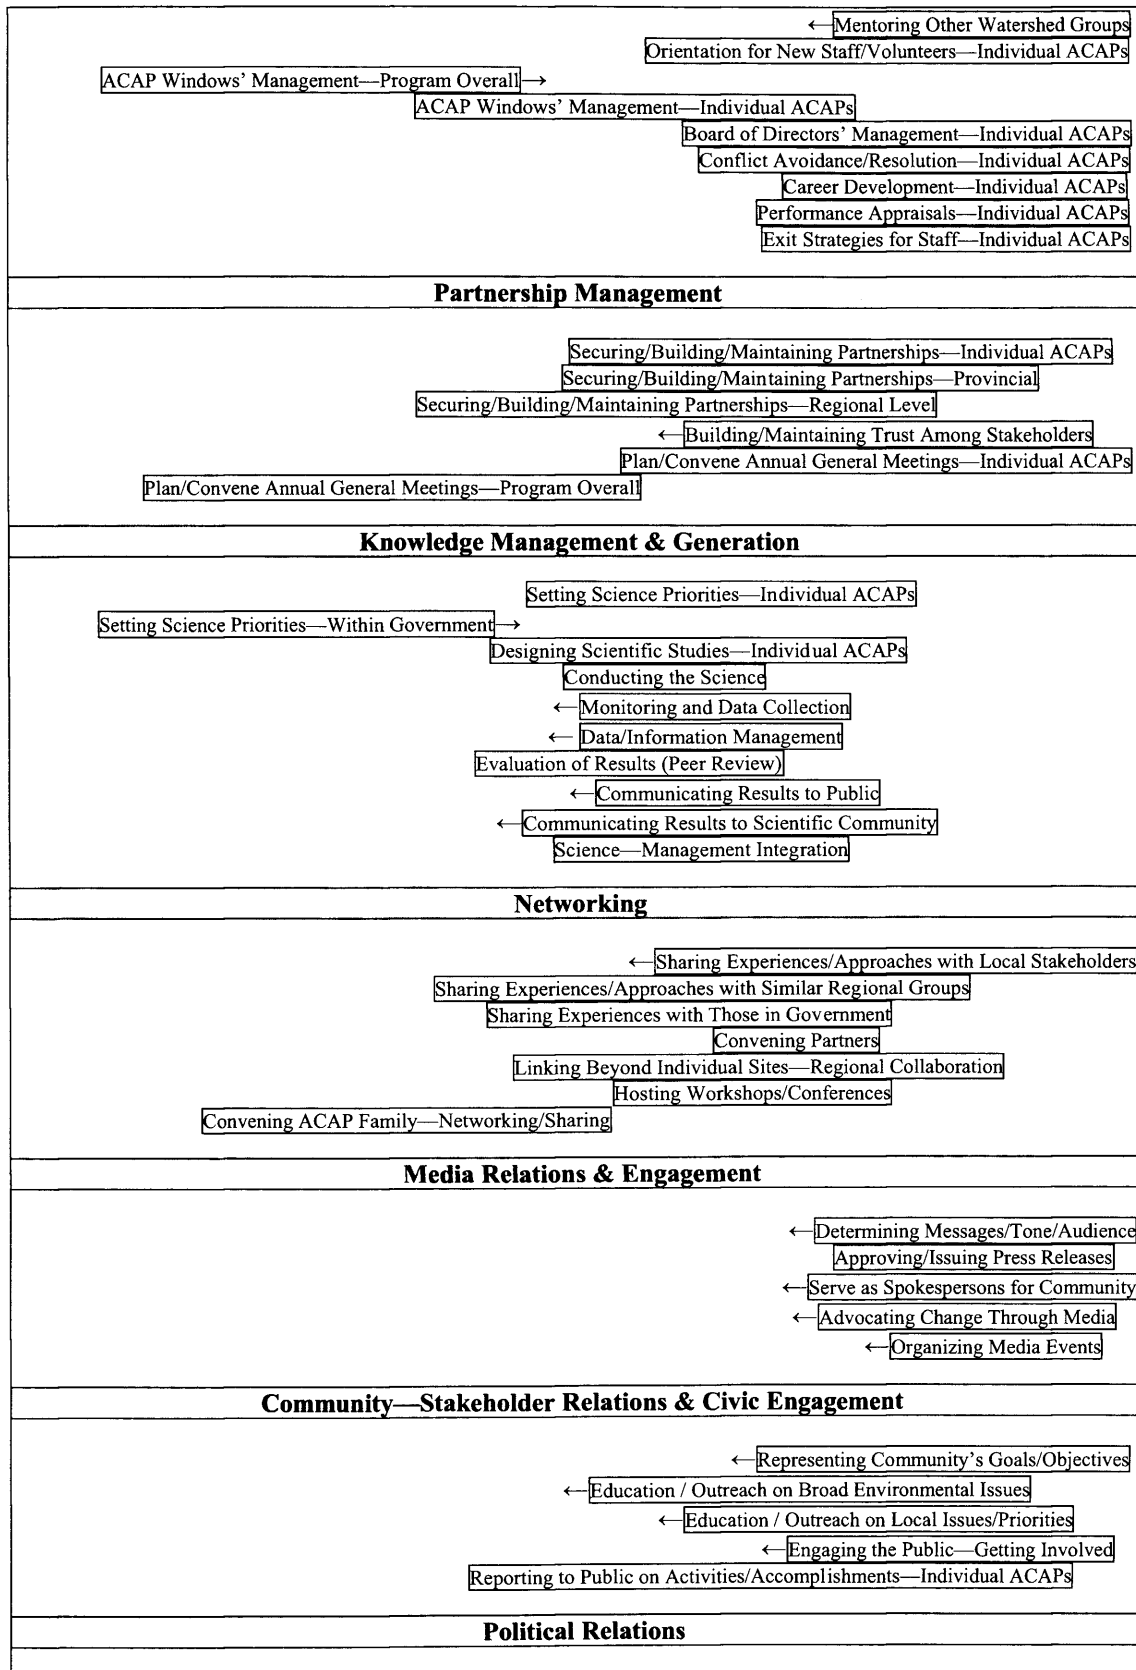 ←Mentoring Other Watershed Groups
Orientation for New Staff/Volunteers—Individual ACAPs
ACAP Windows' Management—Program Overall→
ACAP Windows' Management—Individual ACAPs
Board of Directors' Management—Individual ACAPs
Conflict Avoidance/Resolution—Individual ACAPs
Career Development—Individual ACAPs
Performance Appraisals—Individual ACAPs
Exit Strategies for Staff—Individual ACAPs
Partnership Management
Securing/Building/Maintaining Partnerships—Individual ACAPs
Securing/Building/Maintaining Partnerships—Provincial
Securing/Building/Maintaining Partnerships—Regional Level
←Building/Maintaining Trust Among Stakeholders
Plan/Convene Annual General Meetings—Individual ACAPs
Plan/Convene Annual General Meetings—Program Overall
Knowledge Management & Generation
Setting Science Priorities—Individual ACAPs
Setting Science Priorities—Within Government→
Designing Scientific Studies—Individual ACAPs
Conducting the Science
←Monitoring and Data Collection
← Data/Information Management
Evaluation of Results (Peer Review)
←Communicating Results to Public
←Communicating Results to Scientific Community
Science—Management Integration
Networking
←Sharing Experiences/Approaches with Local Stakeholders
Sharing Experiences/Approaches with Similar Regional Groups
Sharing Experiences with Those in Government
Convening Partners
Linking Beyond Individual Sites—Regional Collaboration
Hosting Workshops/Conferences
Convening ACAP Family—Networking/Sharing
Media Relations & Engagement
←Determining Messages/Tone/Audience
Approving/Issuing Press Releases
←Serve as Spokespersons for Community
←Advocating Change Through Media
←Organizing Media Events
Community—Stakeholder Relations & Civic Engagement
←Representing Community's Goals/Objectives
←Education / Outreach on Broad Environmental Issues
←Education / Outreach on Local Issues/Priorities
←Engaging the Public—Getting Involved
Reporting to Public on Activities/Accomplishments—Individual ACAPs
Political Relations